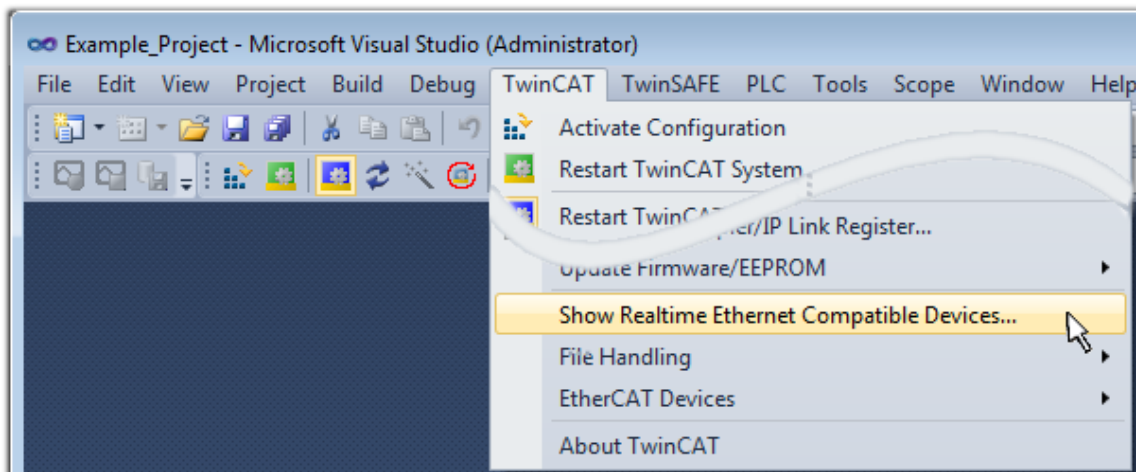 Example_Project - Microsoft Visual Studio (Administrator)
File Edit View Project Build Debug TwinCAT TwinSAFE PLC Tools Scope Window Help
Activate Configuration
Restart TwinCAT System
Restart TwinCAT
/IP Link Register...
Update Firmware/EEPROM
Show Realtime Ethernet Compatible Devices...
File Handling
EtherCAT Devices
About TwinCAT